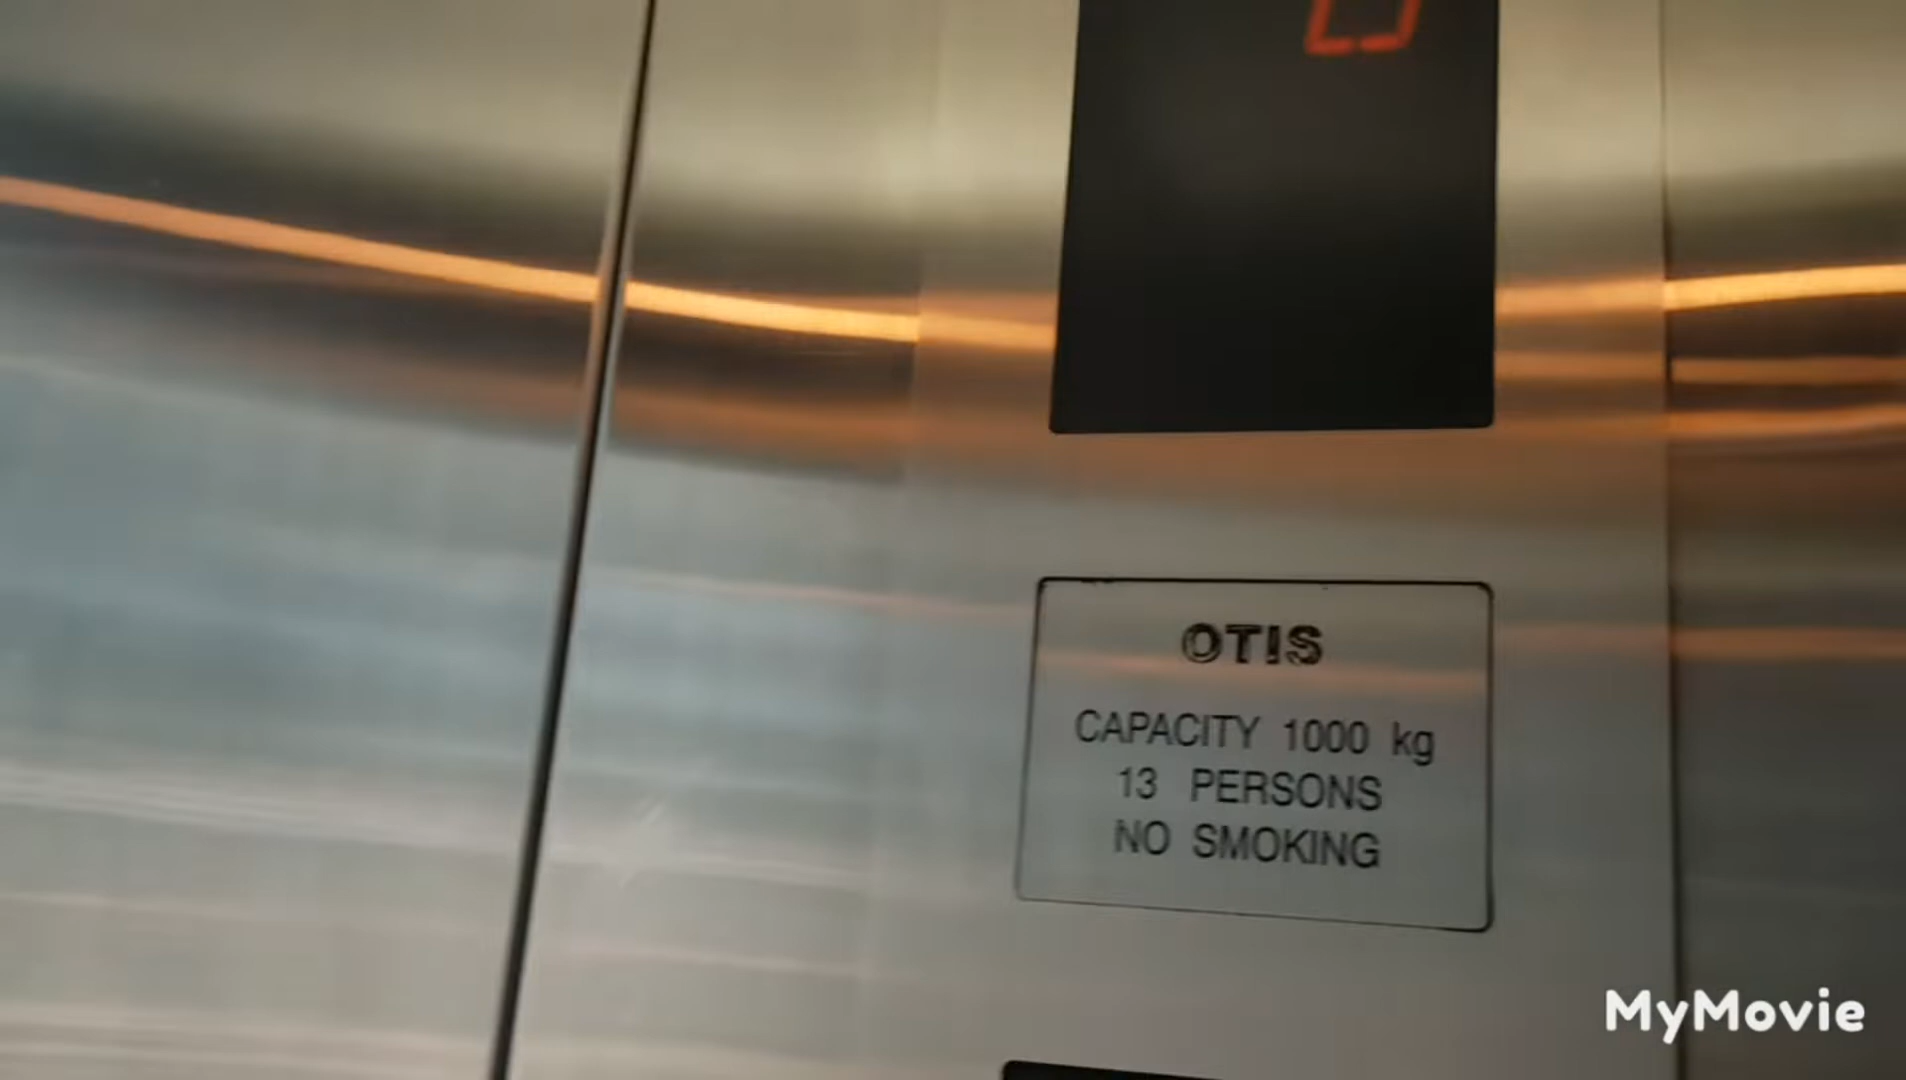 OTIS
CAPACITY 1000 kg
13 PERSONS
NO SMOKING
MyMovie